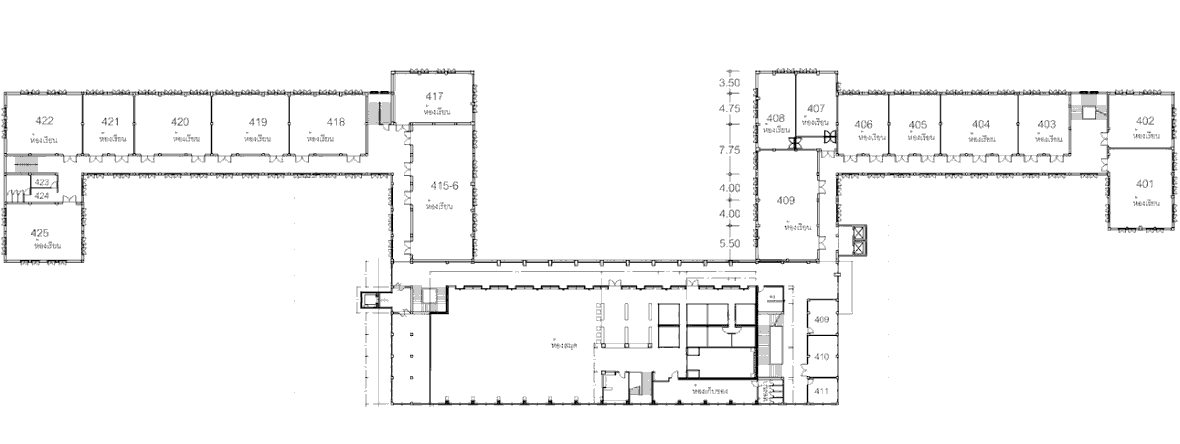 422
ห้องเรียน
421
ห้องเรียน
420
ห้องเรียน
419
ห้องเรียน
418
ห้องเรียน
417
ห้องเรียน
415-6
ห้องเรียน
423
424
425
ห้องเรียน
3.50
4.75
7.75
4.00
4.00
5.50
408
ห้องเรียน
407
ห้องเรียน
406
ห้องเรียน
405
ห้องเรียน
404
ห้องเรียน
403
ห้องเรียน
402
ห้องเรียน
401
ห้องเรียน
409
ห้องเรียน
ห้องสมุด
ห้องเก็บของ
409
410
411